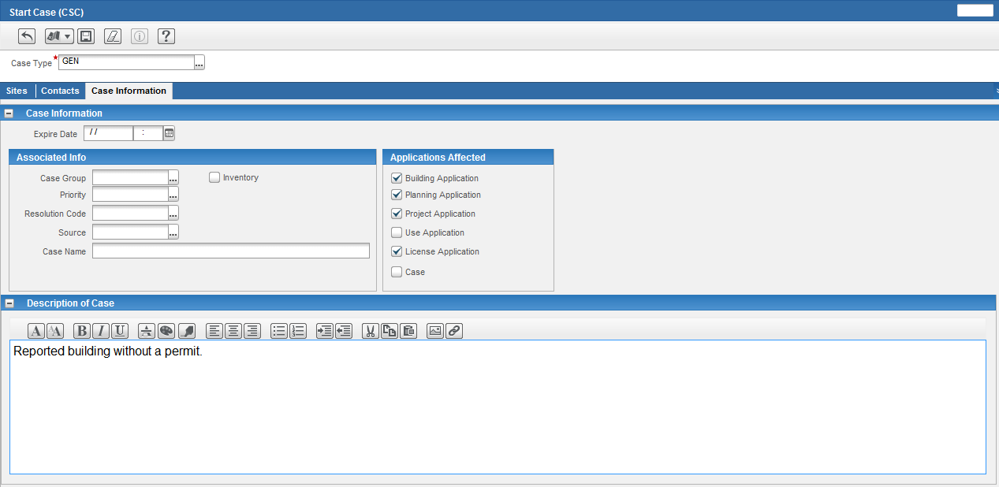 Start Case (CSC)
Case Type * GEN ...
Sites Contacts Case Information
Case Information
Expire Date / / :
Associated Info
Case Group ... Inventory
Priority ...
Resolution Code ...
Source ...
Case Name
Applications Affected
Building Application
Planning Application
Project Application
Use Application
License Application
Case
Description of Case
Reported building without a permit.